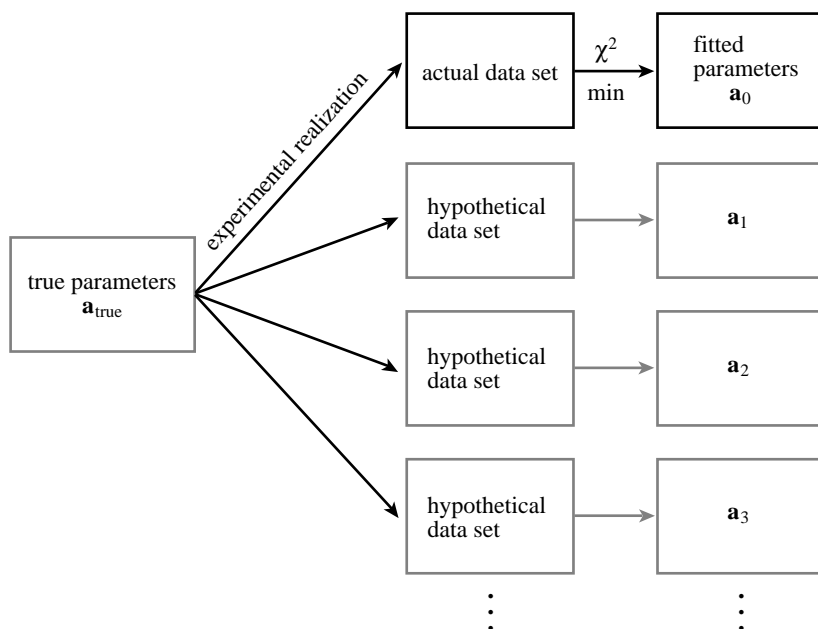 actual data set
χ²
min
fitted
parameters
a₀
experimental realization
hypothetical
data set
a₁
true parameters
a_true
hypothetical
data set
a₂
hypothetical
data set
a₃